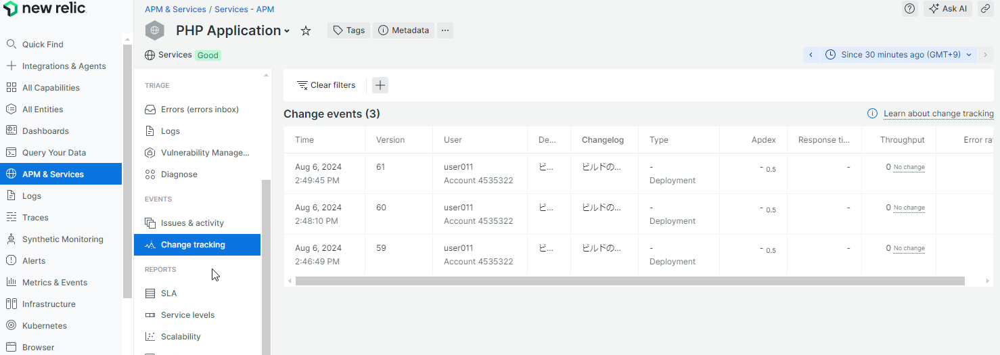 new relic
Quick Find
Integrations & Agents
All Capabilities
All Entities
Dashboards
Query Your Data
APM & Services
Logs
Traces
Synthetic Monitoring
Alerts
Metrics & Events
Infrastructure
Kubernetes
Browser
APM & Services / Services - APM
Ask AI
PHP Application
Tags
Metadata
Services Good
Since 30 minutes ago (GMT+9)
TRIAGE
Errors (errors inbox)
Logs
Vulnerability Manage...
Diagnose
EVENTS
Issues & activity
Change tracking
REPORTS
SLA
Service levels
Scalability
Clear filters
Change events (3)
Learn about change tracking
Time Version User De... Changelog Type Apdex Response ti... Throughput Error rat
Aug 6, 2024 61 user011 ビ... ビルドの... - - 0.5 - 0 No change
2:49:45 PM Account 4535322 Deployment
Aug 6, 2024 60 user011 ビ... ビルドの... - - 0.5 - 0 No change
2:48:10 PM Account 4535322 Deployment
Aug 6, 2024 59 user011 ビ... ビルドの... - - 0.5 - 0 No change
2:46:49 PM Account 4535322 Deployment